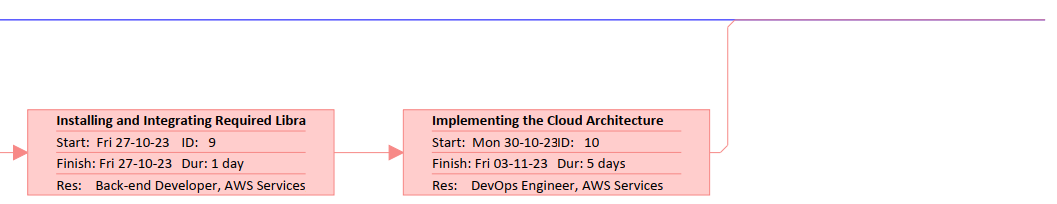 Installing and Integrating Required Libra
Start: Fri 27-10-23 ID: 9
Finish: Fri 27-10-23 Dur: 1 day
Res: Back-end Developer, AWS Services
Implementing the Cloud Architecture
Start: Mon 30-10-23ID: 10
Finish: Fri 03-11-23 Dur: 5 days
Res: DevOps Engineer, AWS Services